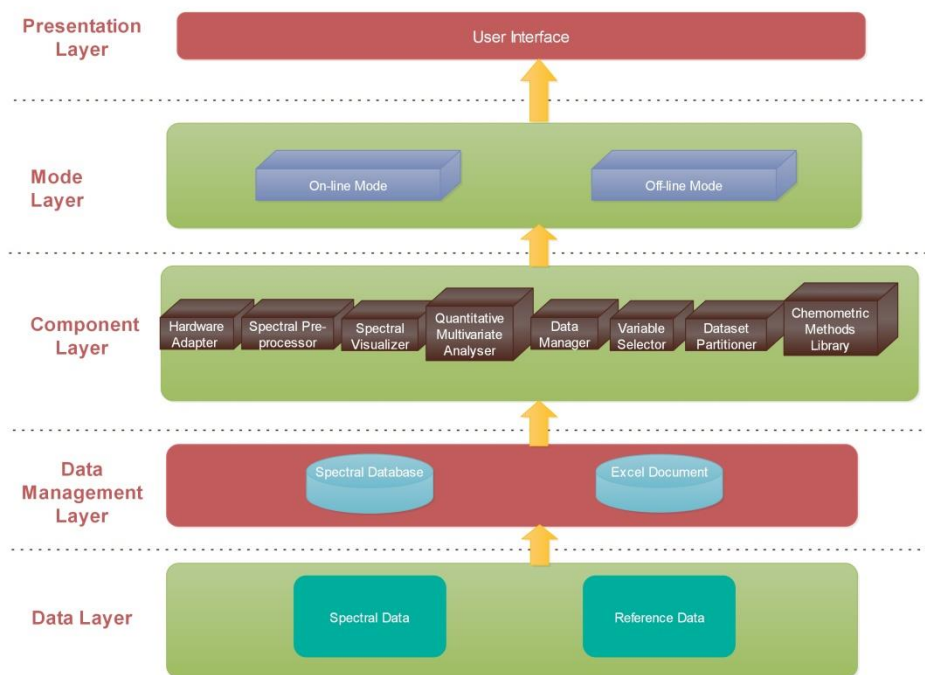 Presentation
Layer
User Interface
Mode
Layer
On-line Mode
Off-line Mode
Component
Layer
Hardware
Adapter
Spectral Pre-
processor
Spectral
Visualizer
Quantitative
Multivariate
Analyser
Data
Manager
Variable
Selector
Dataset
Partitioner
Chemometric
Methods
Library
Data
Management
Layer
Spectral Database
Excel Document
Data Layer
Spectral Data
Reference Data